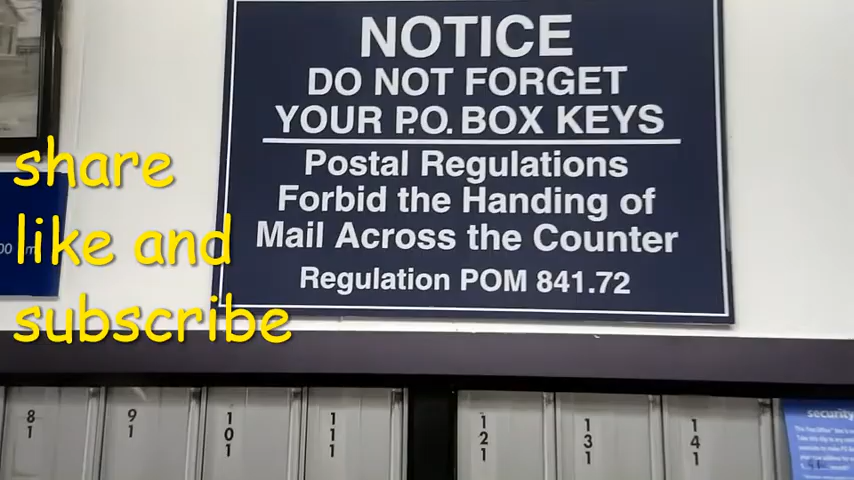 NOTICE
DO NOT FORGET
YOUR P.O. BOX KEYS
Postal Regulations
Forbid the Handing of
Mail Across the Counter
Regulation POM 841.72
share
like and
subscribe
81
91
101
111
121
131
141
security